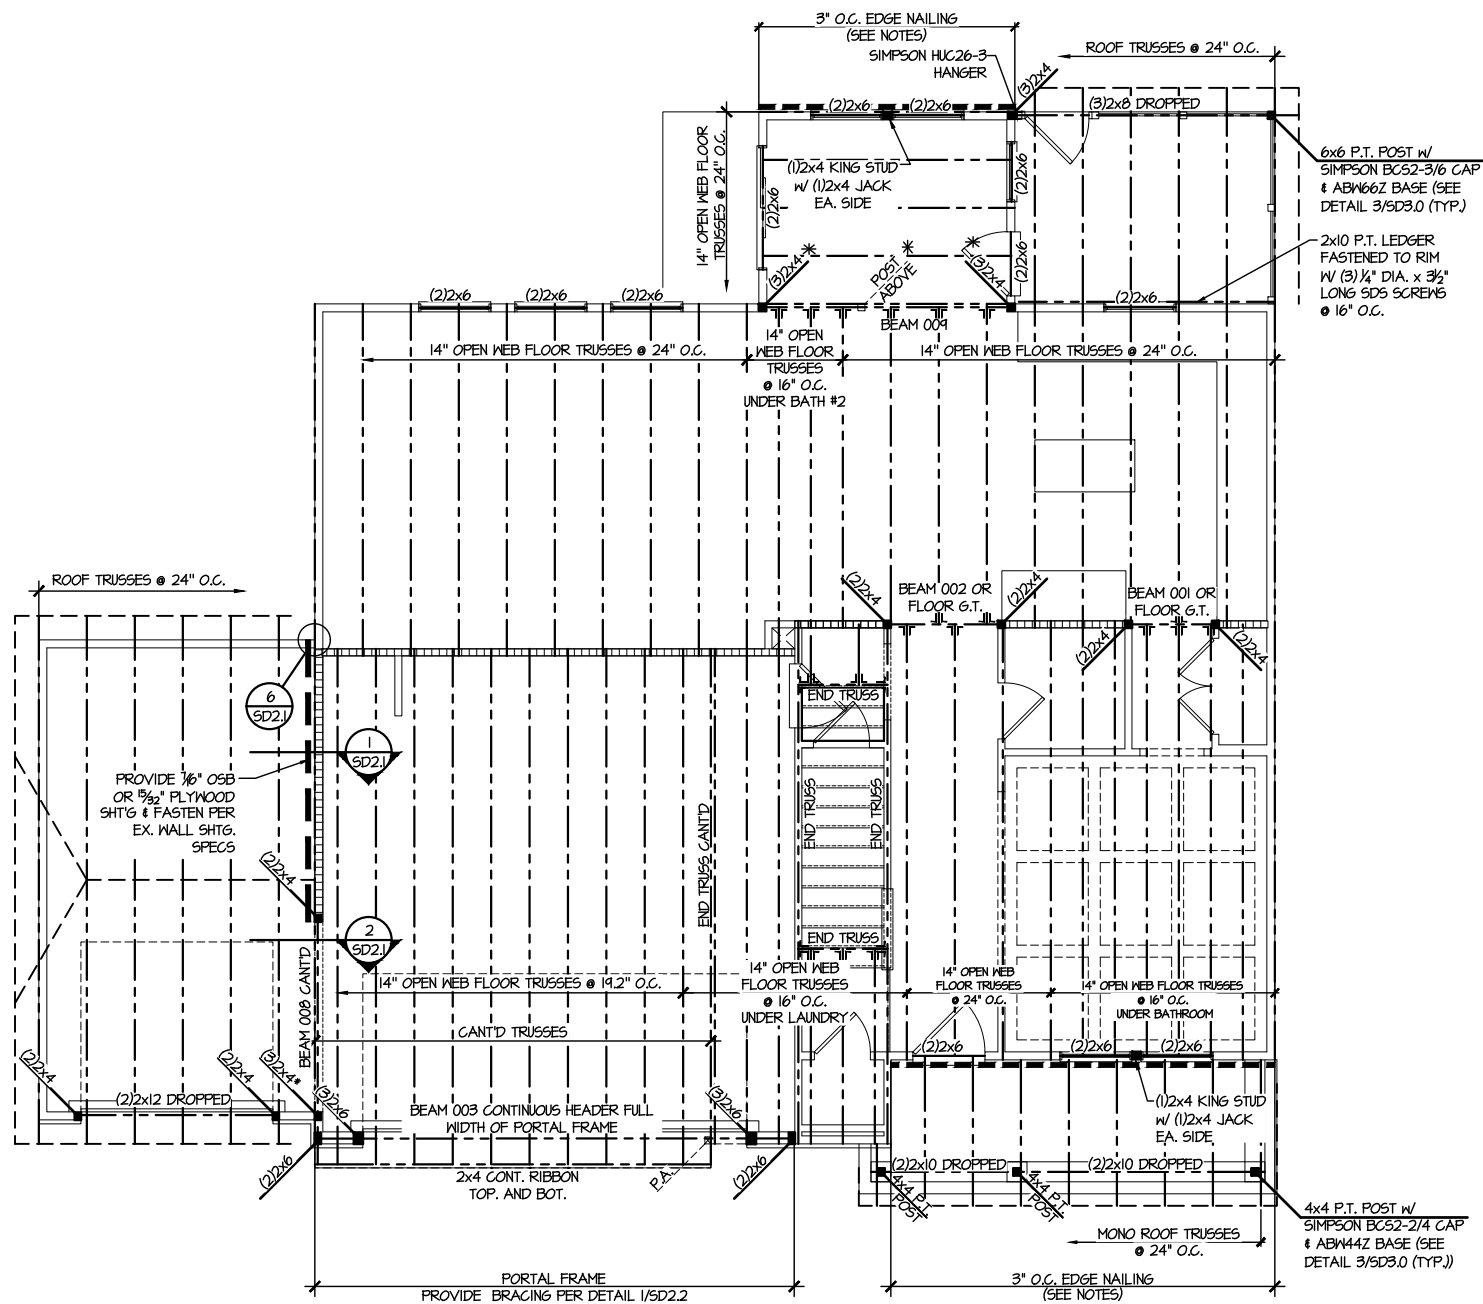 3" O.C. EDGE NAILING
(SEE NOTES)
SIMPSON HUC26-3
HANGER
ROOF TRUSSES @ 24" O.C.
(3)2x4
(2)2x6
(2)2x6
(3)2x8 DROPPED
14" OPEN WEB FLOOR
TRUSSES @ 24" O.C.
(1)2x4 KING STUD
W/ (1)2x4 JACK
EA. SIDE
(2)2x6
(2)2x6
(2)2x6
6x6 P.T. POST W/
SIMPSON BCS2-3/6 CAP
& ABW66Z BASE (SEE
DETAIL 3/SD3.0 (TYP.)
2x10 P.T. LEDGER
FASTENED TO RIM
W/ (3) 1/4" DIA. x 3 1/2"
LONG SDS SCREWS
@ 16" O.C.
(3)2x4
POST
ABOVE
(3)2x4
(2)2x6
(2)2x6
(2)2x6
(2)2x6
BEAM 009
14" OPEN WEB FLOOR TRUSSES @ 24" O.C.
14" OPEN
WEB FLOOR
TRUSSES
@ 16" O.C.
UNDER BATH #2
14" OPEN WEB FLOOR TRUSSES @ 24" O.C.
ROOF TRUSSES @ 24" O.C.
(2)2x4
BEAM 002 OR
FLOOR G.T.
(2)2x4
BEAM 001 OR
FLOOR G.T.
(2)2x4
(2)2x4
6
SD2.1
END TRUSS
1
SD2.1
PROVIDE 7/16" OSB
OR 15/32" PLYWOOD
SHT'G & FASTEN PER
EX. WALL SHTG.
SPECS
END TRUSS CANT'D
END TRUSS
END TRUSS
(2)2x4
2
SD2.1
END TRUSS
BEAM 008 CANT'D
14" OPEN WEB FLOOR TRUSSES @ 19.2" O.C.
14" OPEN WEB
FLOOR TRUSSES
@ 16" O.C.
UNDER LAUNDRY
14" OPEN WEB
FLOOR TRUSSES
@ 24" O.C.
4" OPEN WEB FLOOR TRUSSES
@ 16" O.C.
UNDER BATHROOM
CANT'D TRUSSES
(2)2x6
(2)2x6
(2)2x6
(2)2x4
(2)2x4
(3)2x4*
(3)2x6
(2)2x12 DROPPED
BEAM 003 CONTINUOUS HEADER FULL
WIDTH OF PORTAL FRAME
(3)2x6
(1)2x4 KING STUD
W/ (1)2x4 JACK
EA. SIDE
(2)2x6
2x4 CONT. RIBBON
TOP. AND BOT.
P.A.
(2)2x6
(2)2x10 DROPPED
(2)2x10 DROPPED
4x4 P.T.
POST
4x4 P.T.
POST
4x4 P.T. POST W/
SIMPSON BCS2-2/4 CAP
& ABW44Z BASE (SEE
DETAIL 3/SD3.0 (TYP.))
MONO ROOF TRUSSES
@ 24" O.C.
PORTAL FRAME
PROVIDE BRACING PER DETAIL 1/SD2.2
3" O.C. EDGE NAILING
(SEE NOTES)